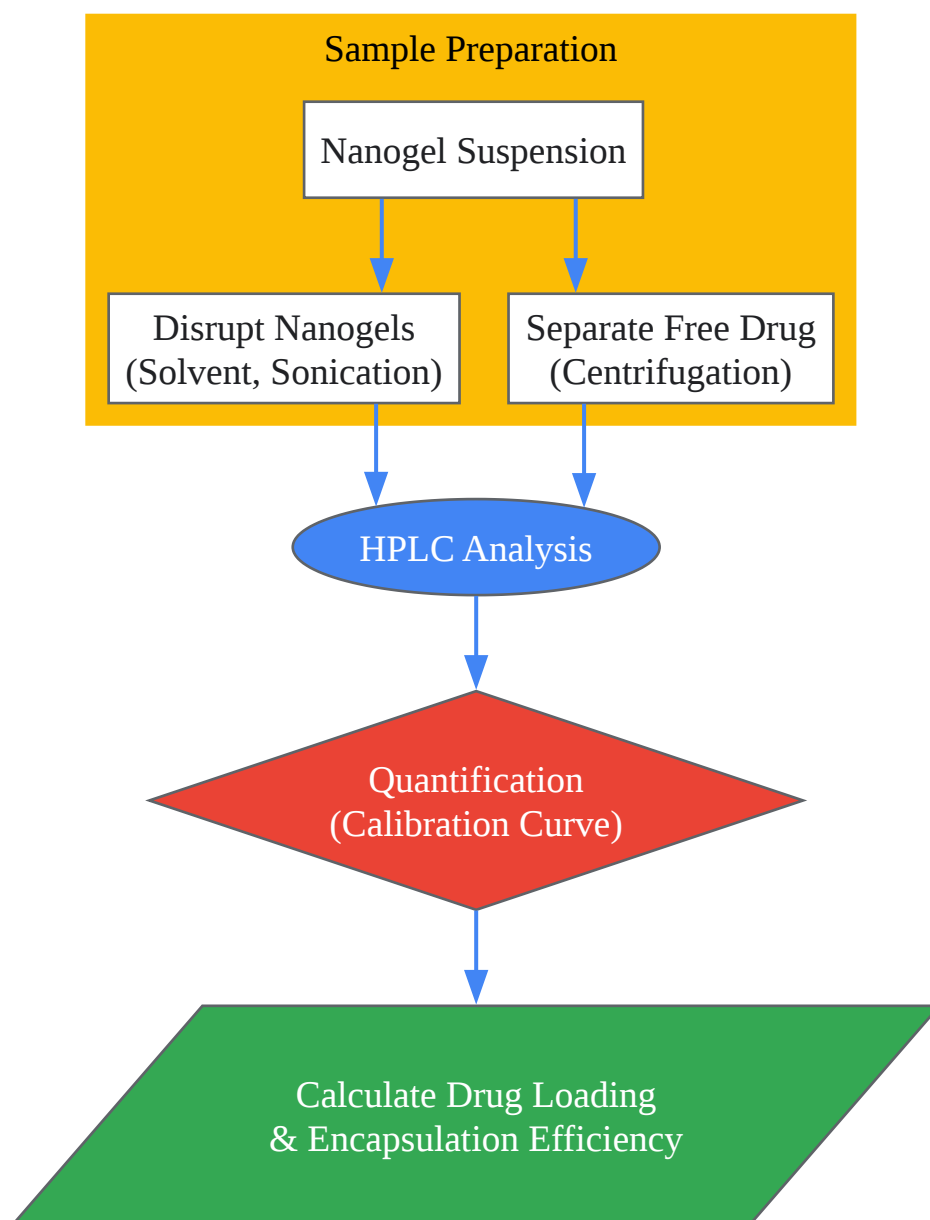 Sample Preparation
Nanogel Suspension
Disrupt Nanogels
(Solvent, Sonication)
Separate Free Drug
(Centrifugation)
HPLC Analysis
Quantification
(Calibration Curve)
Calculate Drug Loading
& Encapsulation Efficiency